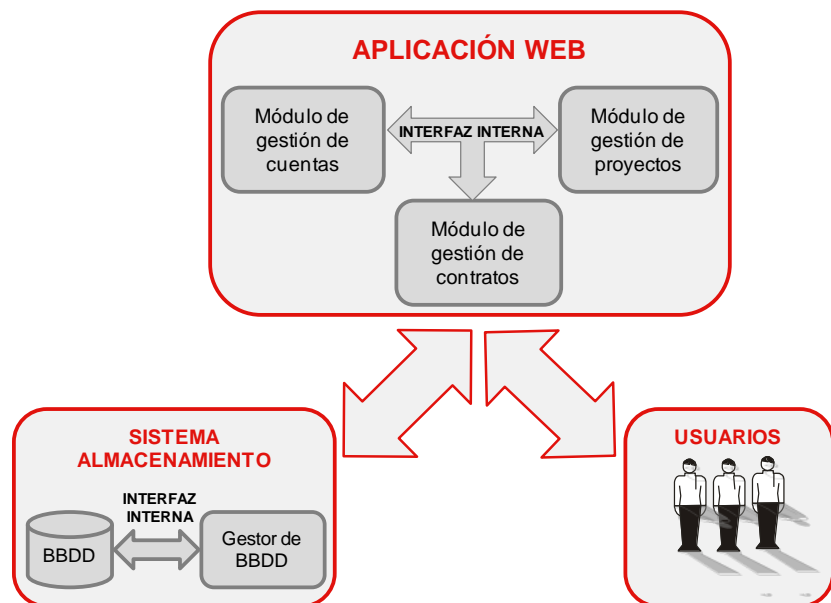 APLICACIÓN WEB
Módulo de
gestión de
cuentas
INTERFAZ INTERNA
Módulo de
gestión de
proyectos
Módulo de
gestión de
contratos
SISTEMA
ALMACENAMIENTO
INTERFAZ
INTERNA
BBDD
Gestor de
BBDD
USUARIOS